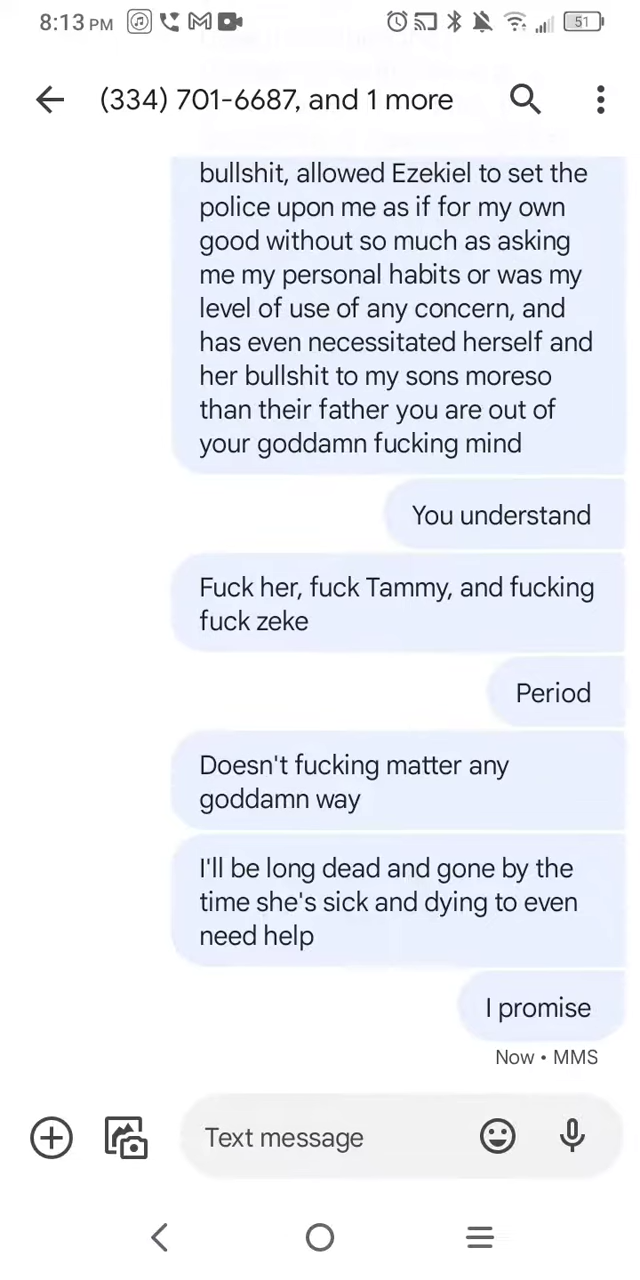 8:13 PM 51
(334) 701-6687, and 1 more
bullshit, allowed Ezekiel to set the
police upon me as if for my own
good without so much as asking
me my personal habits or was my
level of use of any concern, and
has even necessitated herself and
her bullshit to my sons moreso
than their father you are out of
your goddamn fucking mind
You understand
Fuck her, fuck Tammy, and fucking
fuck zeke
Period
Doesn't fucking matter any
goddamn way
I'll be long dead and gone by the
time she's sick and dying to even
need help
I promise
Now • MMS
Text message